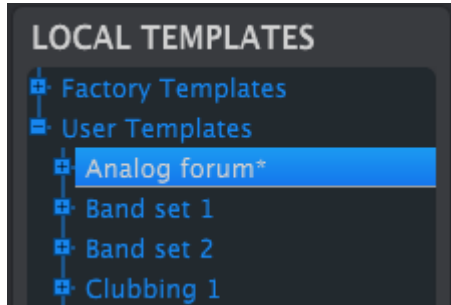 LOCAL TEMPLATES
Factory Templates
User Templates
Analog forum*
Band set 1
Band set 2
Clubbing 1